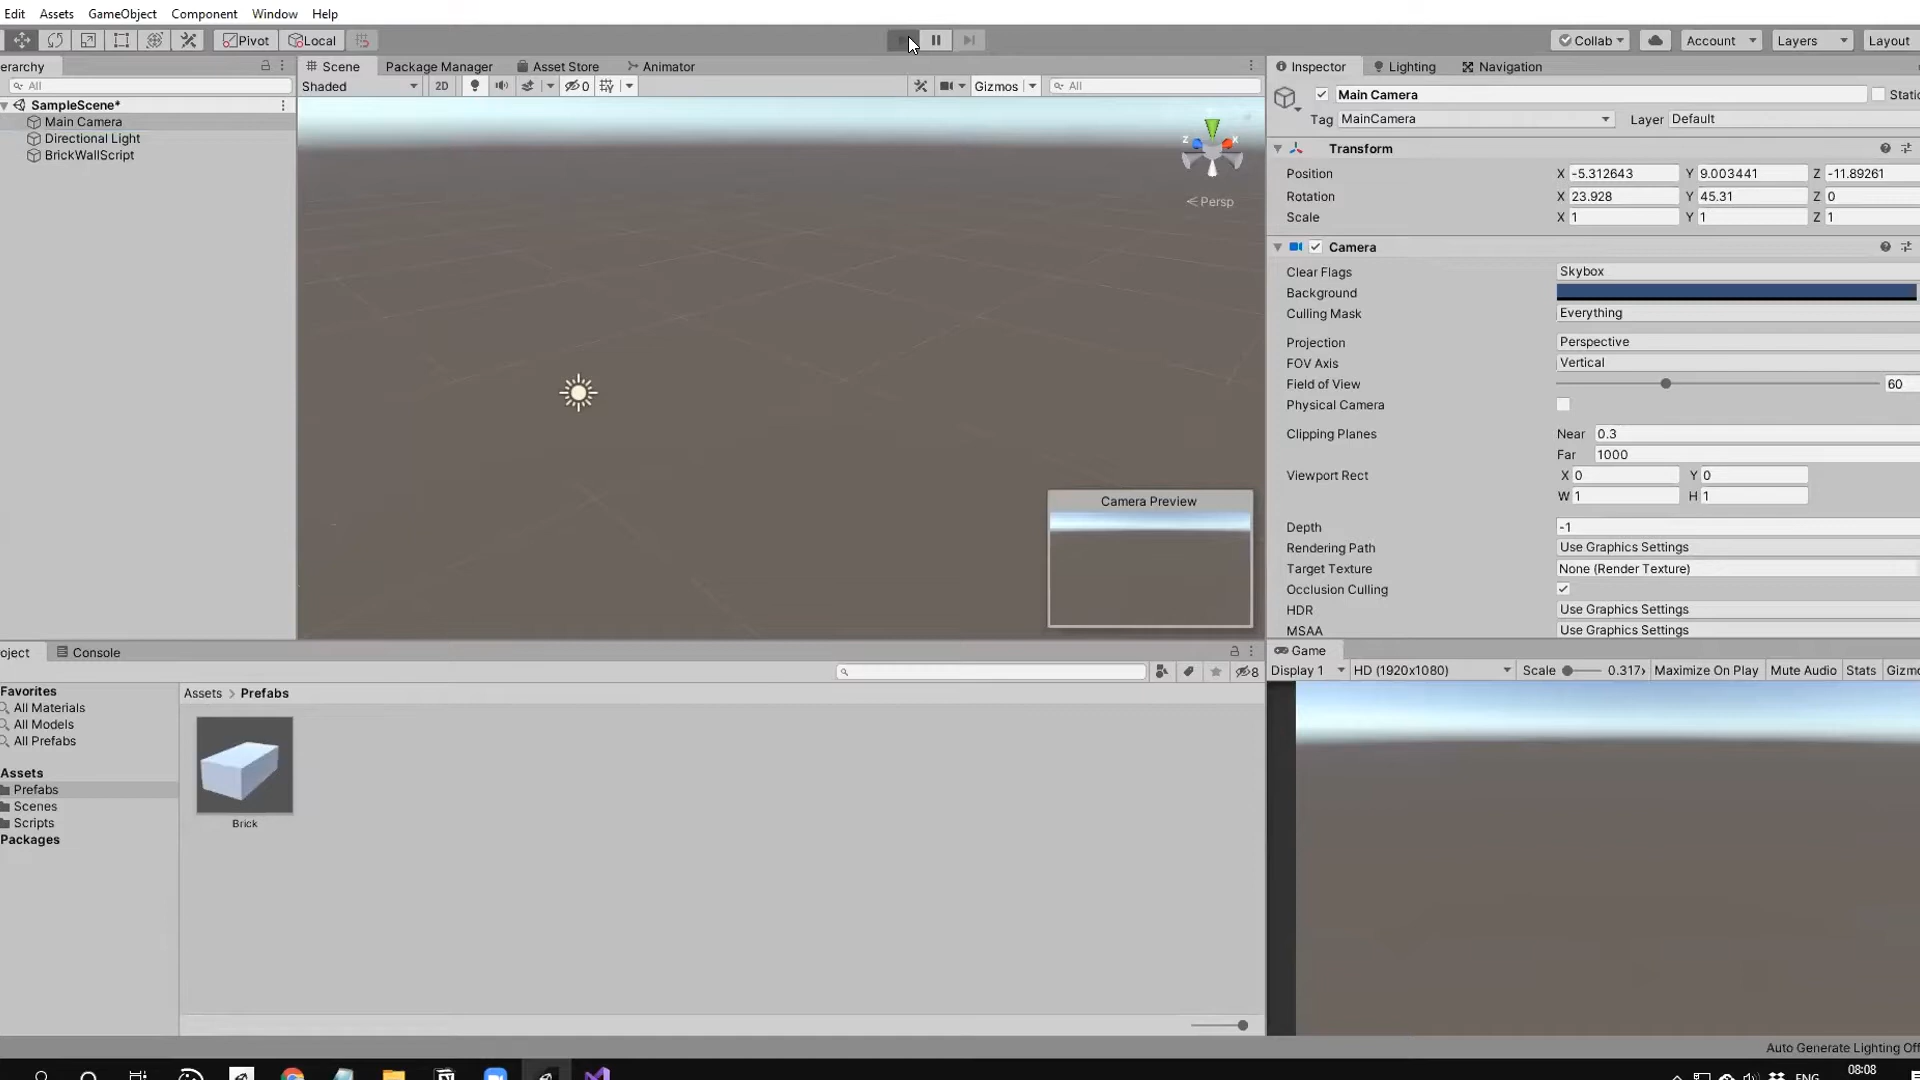 Edit Assets GameObject Component Window Help
Pivot Local Collab Account Layers Layout
erarchy Scene Package Manager Asset Store Animator Inspector Lighting Navigation
All Shaded 2D 0 Gizmos All
Main Camera Static
SampleScene*
Main Camera
Tag MainCamera Layer Default
Directional Light
BrickWallScript
Transform
Position X -5.312643 Y 9.003441 Z -11.89261
Rotation X 23.928 Y 45.31 Z 0
Scale X 1 Y 1 Z 1
z x
Persp
Camera
Clear Flags Skybox
Background
Culling Mask Everything
Projection Perspective
FOV Axis Vertical
Field of View 60
Physical Camera
Clipping Planes Near 0.3
Far 1000
Viewport Rect X 0 Y 0
W 1 H 1
Camera Preview
Depth -1
Rendering Path Use Graphics Settings
Target Texture None (Render Texture)
Occlusion Culling
HDR Use Graphics Settings
MSAA Use Graphics Settings
oject Console
8
Favorites
All Materials
All Models
All Prefabs
Assets
Prefabs
Scenes
Scripts
Packages
Assets > Prefabs
Brick
Game
Display 1 HD (1920x1080) Scale 0.317x Maximize On Play Mute Audio Stats Gizmo
Auto Generate Lighting Off
ENG 08:08